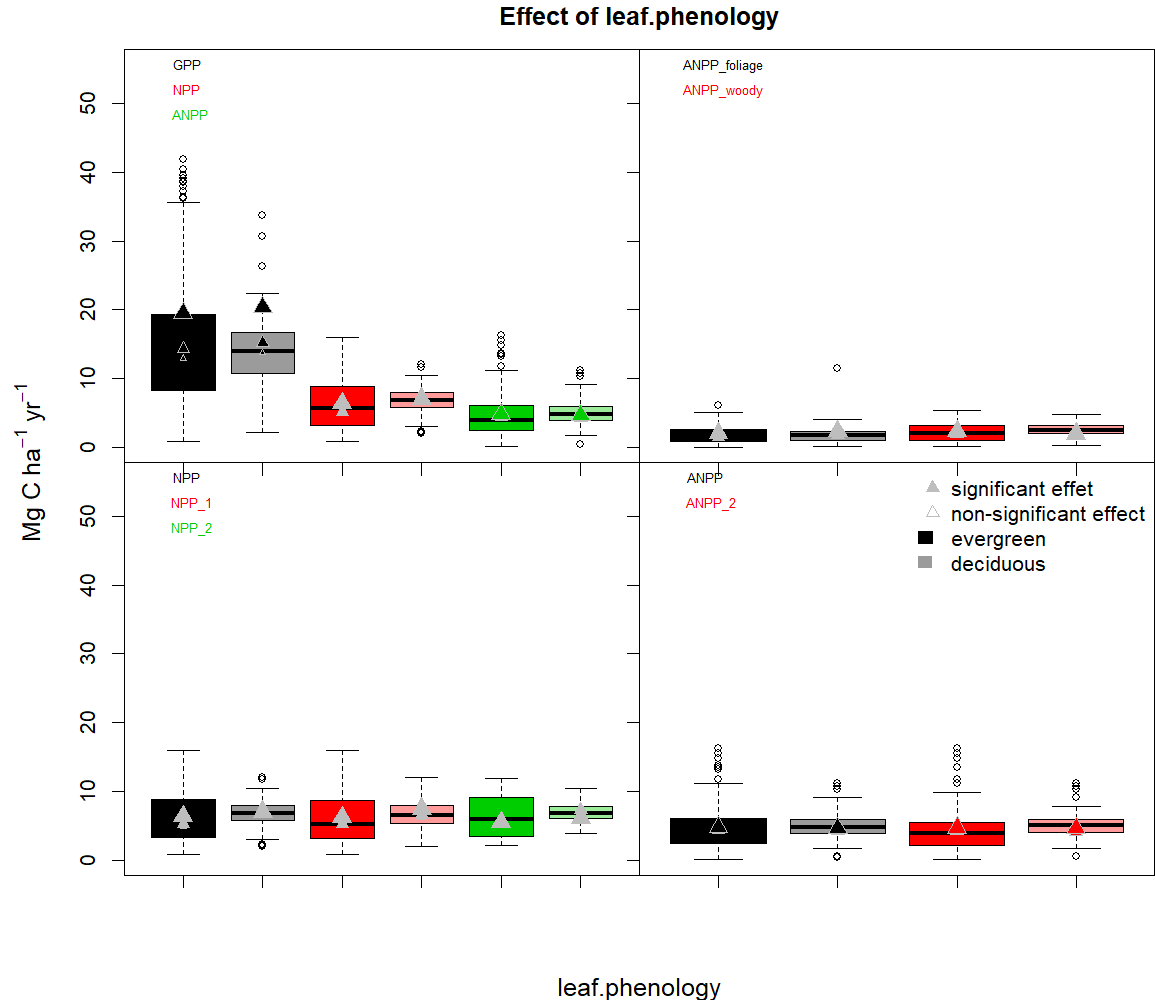 Effect of leaf.phenology
GPP
NPP
ANPP
ANPP_foliage
ANPP_woody
50
40
30
20
10
0
Mg C ha⁻¹ yr⁻¹
NPP
NPP_1
NPP_2
ANPP
ANPP_2
significant effet
non-significant effect
evergreen
deciduous
50
40
30
20
10
0
leaf.phenology